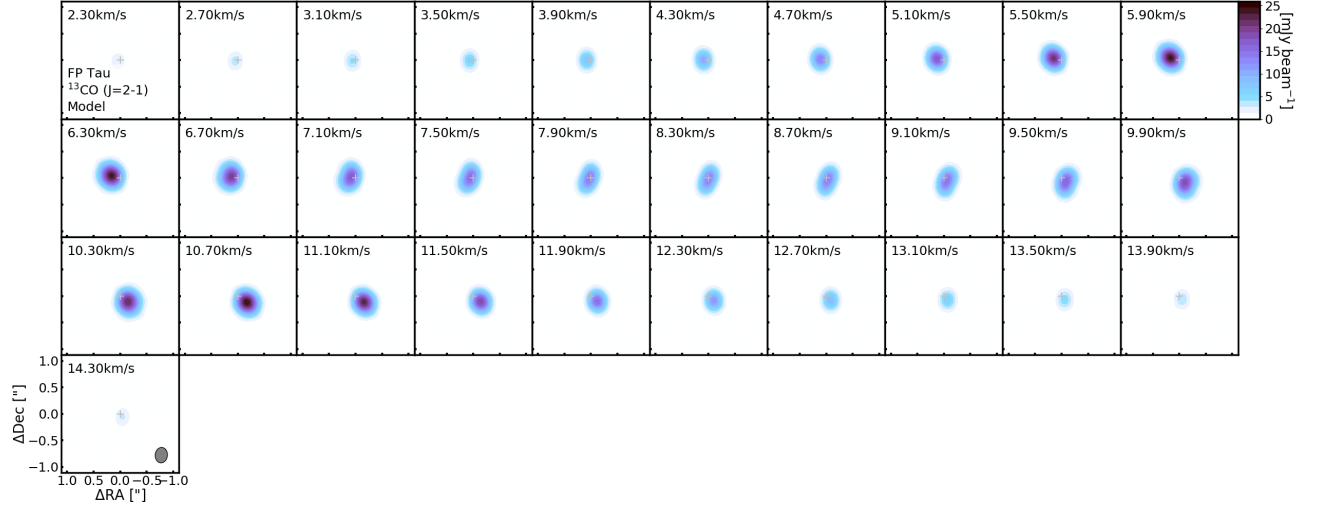 2.30km/s 2.70km/s 3.10km/s 3.50km/s 3.90km/s 4.30km/s 4.70km/s 5.10km/s 5.50km/s 5.90km/s
FP Tau
¹³CO (J=2-1)
Model
25
20
15
10
5
0
[mJy beam⁻¹]
6.30km/s 6.70km/s 7.10km/s 7.50km/s 7.90km/s 8.30km/s 8.70km/s 9.10km/s 9.50km/s 9.90km/s
10.30km/s 10.70km/s 11.10km/s 11.50km/s 11.90km/s 12.30km/s 12.70km/s 13.10km/s 13.50km/s 13.90km/s
14.30km/s
1.0
0.5
0.0
−0.5
−1.0
ΔDec ["]
1.0 0.5 0.0 −0.5 −1.0
ΔRA ["]